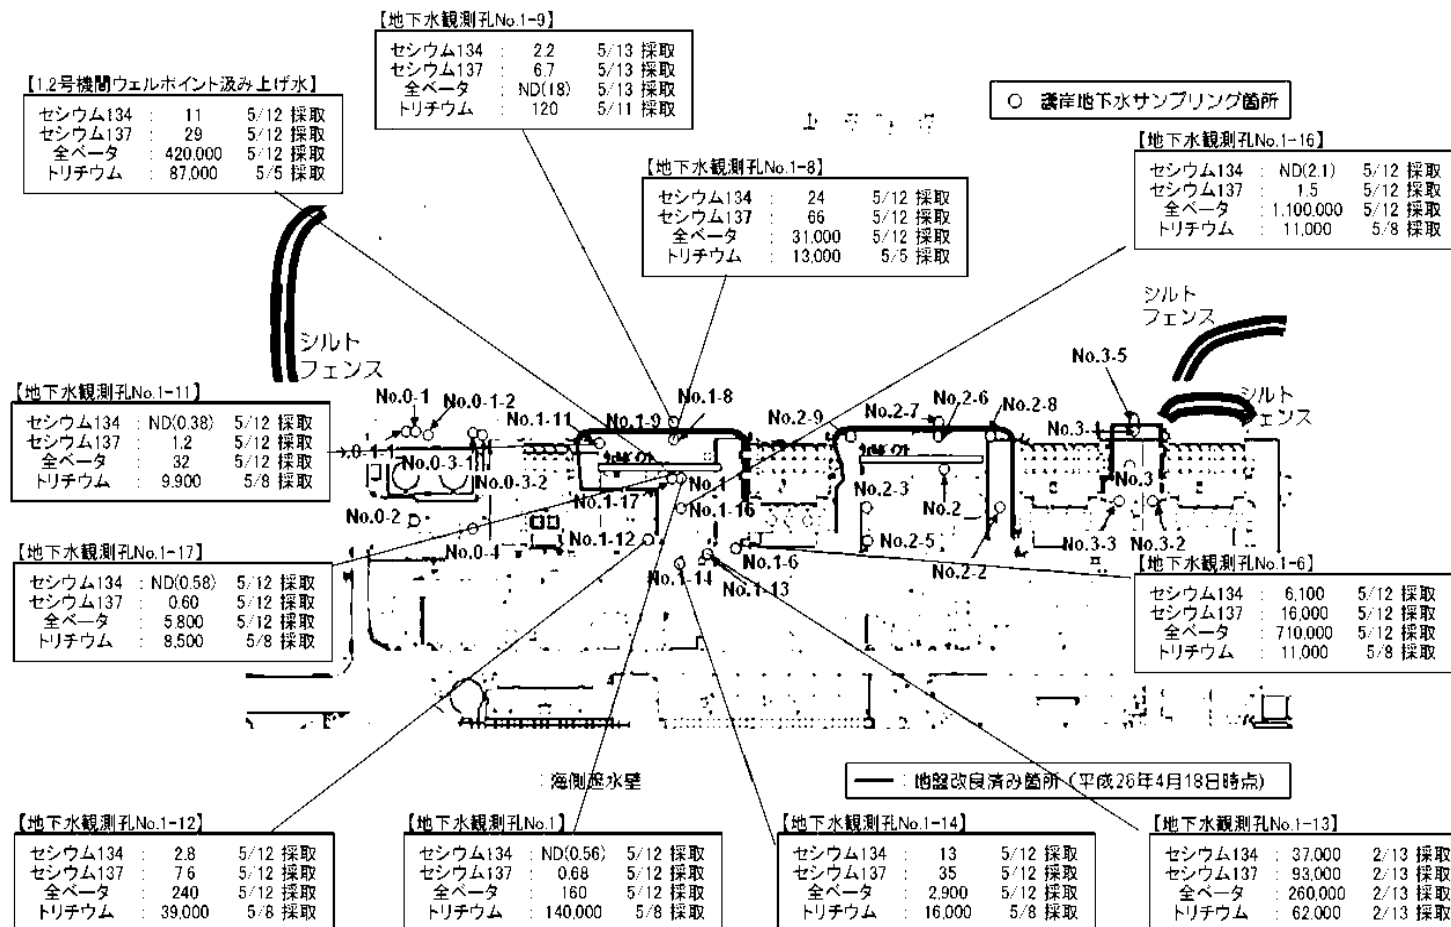 【地下水観測孔No.1-9】
セシウム134 : 2.2 5/13 採取
セシウム137 : 6.7 5/13 採取
全ベータ : ND(18) 5/13 採取
トリチウム : 120 5/11 採取
【1,2号機間ウェルポイント汲み上げ水】
セシウム134 : 11 5/12 採取
セシウム137 : 29 5/12 採取
全ベータ : 420,000 5/12 採取
トリチウム : 87,000 5/5 採取
○ 護岸地下水サンプリング箇所
【地下水観測孔No.1-8】
セシウム134 : 24 5/12 採取
セシウム137 : 66 5/12 採取
全ベータ : 31,000 5/12 採取
トリチウム : 13,000 5/5 採取
【地下水観測孔No.1-16】
セシウム134 : ND(2.1) 5/12 採取
セシウム137 : 1.5 5/12 採取
全ベータ : 1,100,000 5/12 採取
トリチウム : 11,000 5/8 採取
シルト
フェンス
シルト
フェンス
シルト
フェンス
【地下水観測孔No.1-11】
セシウム134 : ND(0.38) 5/12 採取
セシウム137 : 1.2 5/12 採取
全ベータ : 32 5/12 採取
トリチウム : 9,900 5/8 採取
No.0-1
No.0-1-2
No.1-11
No.1-9
No.1-8
No.2-9
No.2-7
No.2-6
No.2-8
No.3-5
No.3-4
.0-1-1
No.0-3-1
No.0-3-2
No.1-17
No.1
No.1-16
No.2-3
No.2
No.3
No.0-2
No.0-4
No.1-12
No.1-14
No.1-6
No.1-13
No.2-5
No.2-2
No.3-3
No.3-2
【地下水観測孔No.1-17】
セシウム134 : ND(0.58) 5/12 採取
セシウム137 : 0.60 5/12 採取
全ベータ : 5,800 5/12 採取
トリチウム : 8,500 5/8 採取
【地下水観測孔No.1-6】
セシウム134 : 6,100 5/12 採取
セシウム137 : 16,000 5/12 採取
全ベータ : 710,000 5/12 採取
トリチウム : 11,000 5/8 採取
:海側遮水壁
━━ : 地盤改良済み箇所（平成26年4月18日時点）
【地下水観測孔No.1-12】
セシウム134 : 2.8 5/12 採取
セシウム137 : 7.6 5/12 採取
全ベータ : 240 5/12 採取
トリチウム : 39,000 5/8 採取
【地下水観測孔No.1】
セシウム134 : ND(0.56) 5/12 採取
セシウム137 : 0.68 5/12 採取
全ベータ : 160 5/12 採取
トリチウム : 140,000 5/8 採取
【地下水観測孔No.1-14】
セシウム134 : 13 5/12 採取
セシウム137 : 35 5/12 採取
全ベータ : 2,900 5/12 採取
トリチウム : 16,000 5/8 採取
【地下水観測孔No.1-13】
セシウム134 : 37,000 2/13 採取
セシウム137 : 93,000 2/13 採取
全ベータ : 260,000 2/13 採取
トリチウム : 62,000 2/13 採取